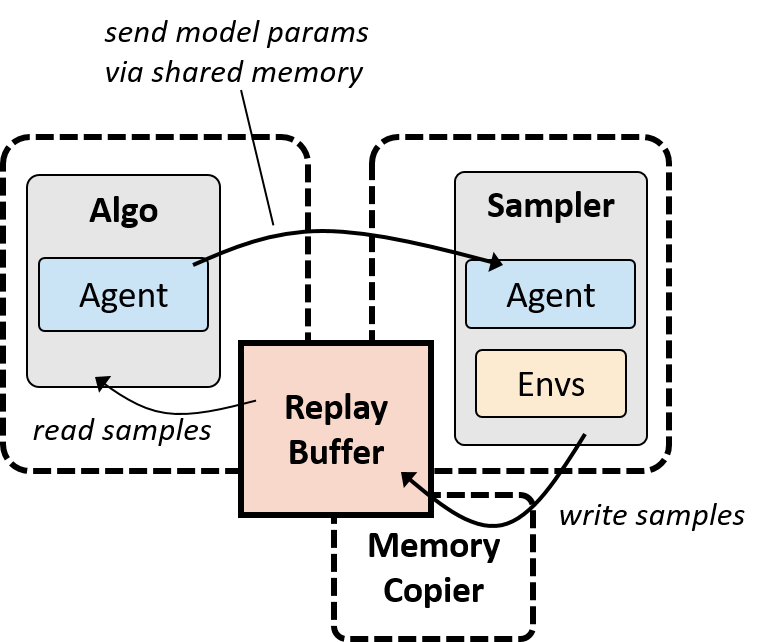 send model params
via shared memory
Algo
Agent
Sampler
Agent
Envs
Replay
Buffer
read samples
write samples
Memory
Copier